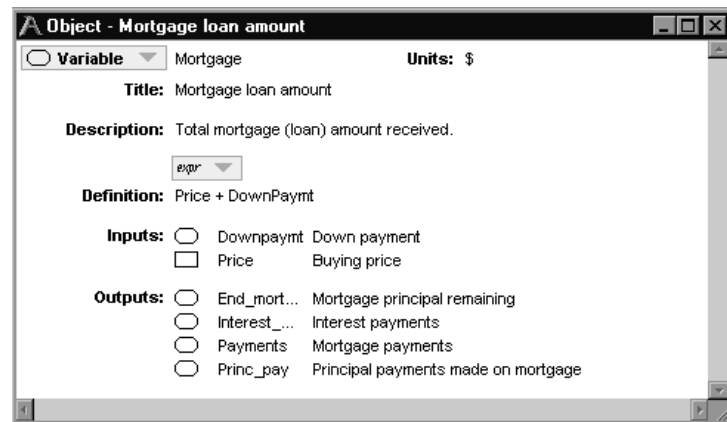 Object - Mortgage loan amount
Variable Mortgage Units: $
Title: Mortgage loan amount
Description: Total mortgage (loan) amount received.
expr
Definition: Price + DownPaymt
Inputs: Downpaymt Down payment
Price Buying price
Outputs: End_mort... Mortgage principal remaining
Interest_... Interest payments
Payments Mortgage payments
Princ_pay Principal payments made on mortgage